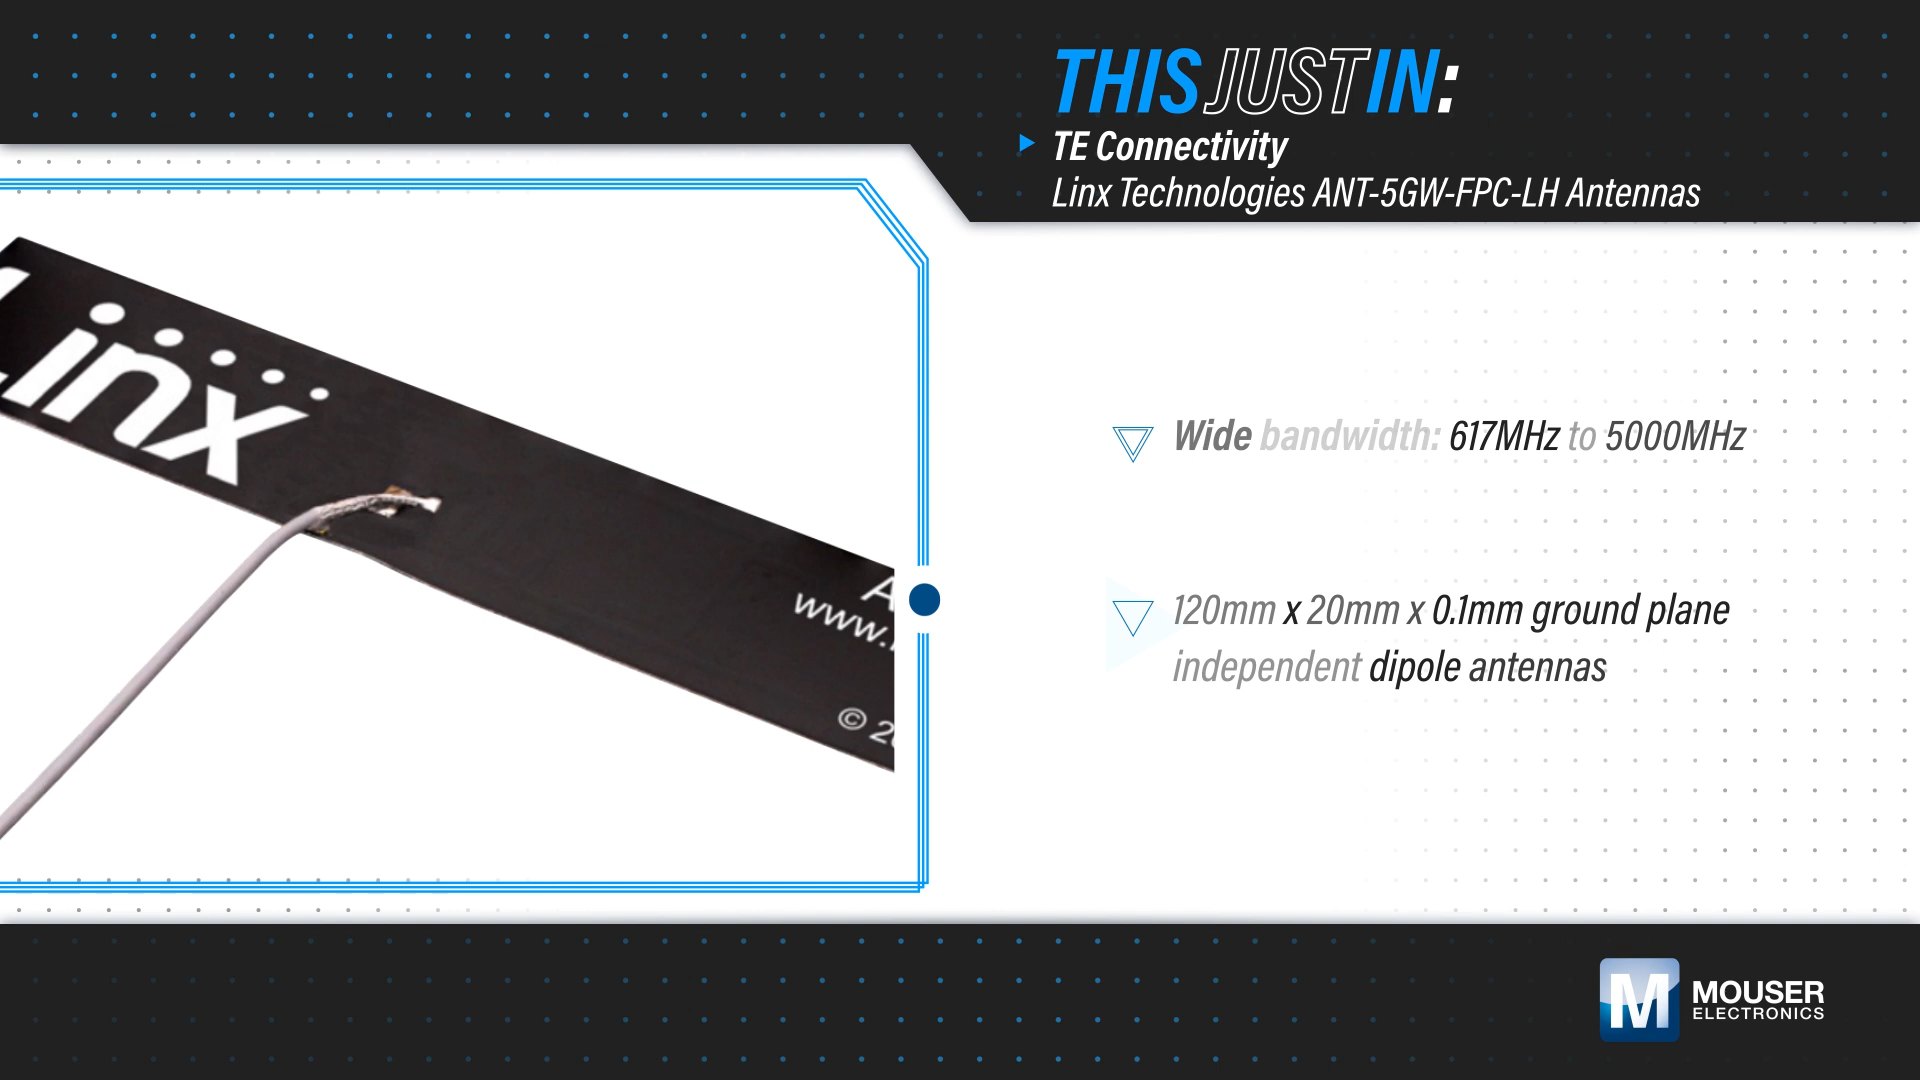 THIS JUST IN:
TE Connectivity
Linx Technologies ANT-5GW-FPC-LH Antennas
Linx
www.
©
Wide bandwidth: 617MHz to 5000MHz
120mm x 20mm x 0.1mm ground plane
independent dipole antennas
M MOUSER
ELECTRONICS